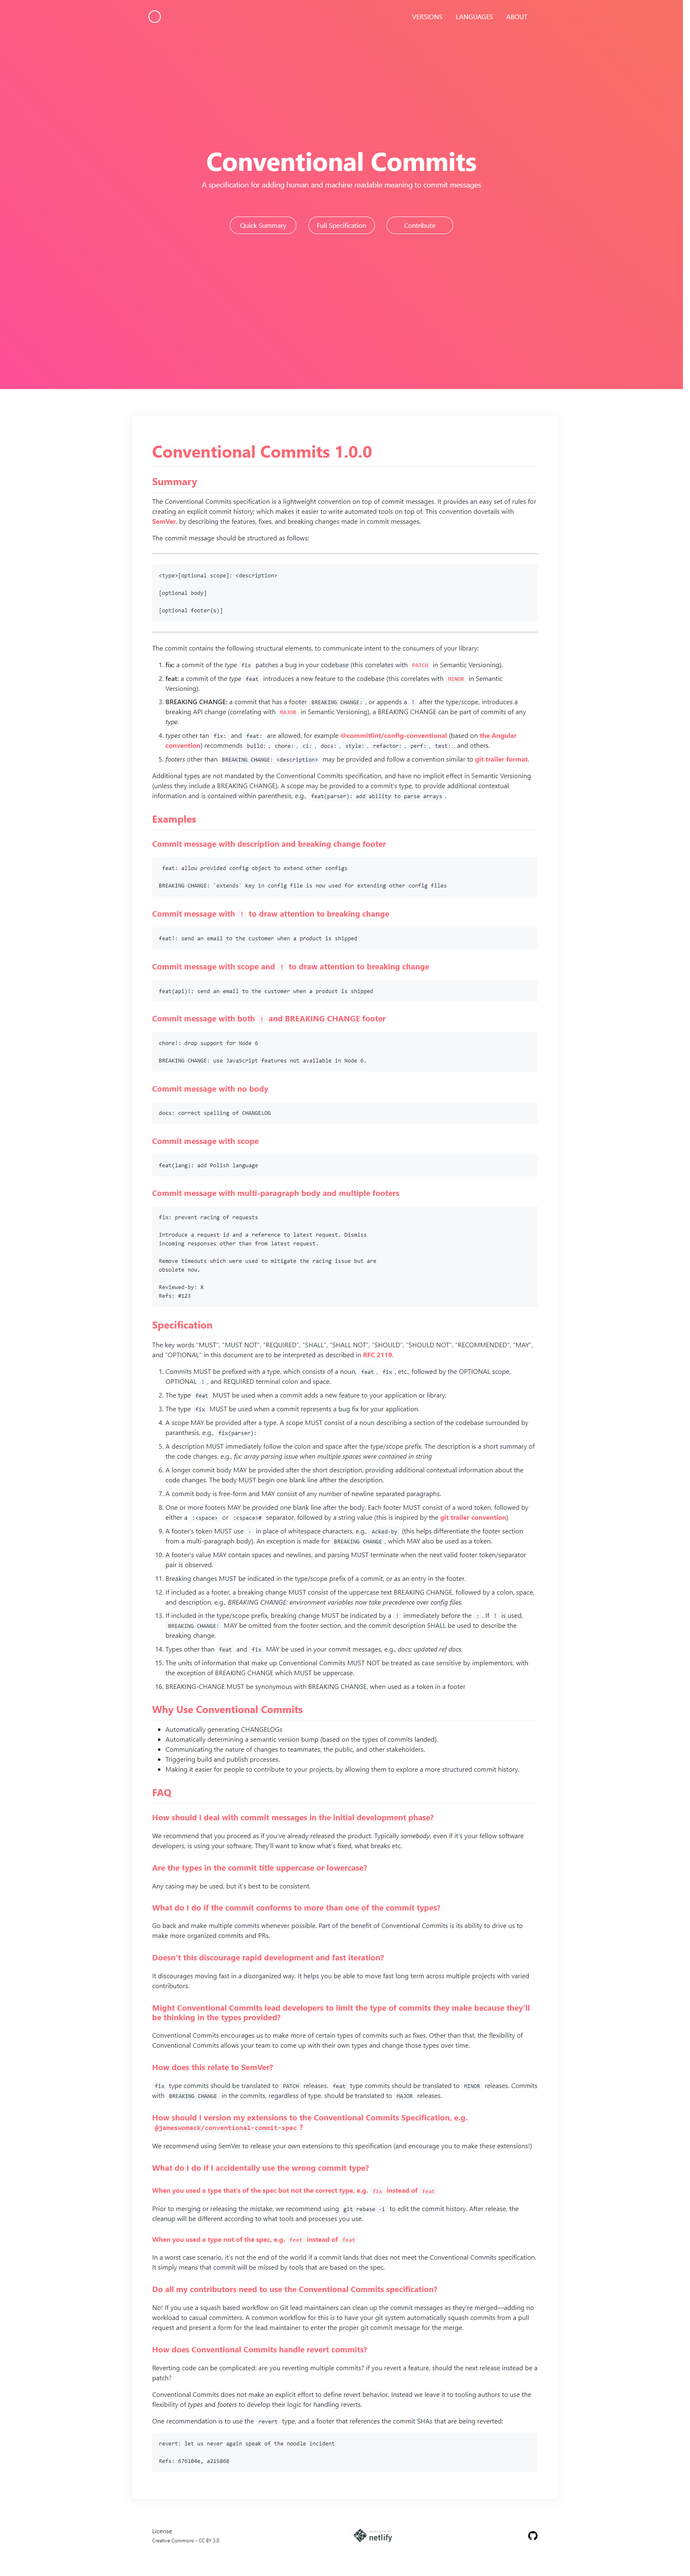 VERSIONS LANGUAGES ABOUT
Conventional Commits
A specification for adding human and machine readable meaning to commit messages
Quick Summary Full Specification Contribute
Conventional Commits 1.0.0
Summary
The Conventional Commits specification is a lightweight convention on top of commit messages. It provides an easy set of rules for
creating an explicit commit history; which makes it easier to write automated tools on top of. This convention dovetails with
SemVer, by describing the features, fixes, and breaking changes made in commit messages.
The commit message should be structured as follows:
<type>[optional scope]: <description>
[optional body]
[optional footer(s)]
The commit contains the following structural elements, to communicate intent to the consumers of your library:
1. fix: a commit of the type fix patches a bug in your codebase (this correlates with PATCH in Semantic Versioning).
2. feat: a commit of the type feat introduces a new feature to the codebase (this correlates with MINOR in Semantic
Versioning).
3. BREAKING CHANGE: a commit that has a footer BREAKING CHANGE: , or appends a ! after the type/scope, introduces a
breaking API change (correlating with MAJOR in Semantic Versioning), a BREAKING CHANGE can be part of commits of any
type.
4. types other tan fix: and feat: are allowed, for example @commitlint/config-conventional (based on the Angular
convention) recommends build: , chore: , ci: , docs: , style: , refactor: , perf: , test: , and others.
5. footers other than BREAKING CHANGE: <description> may be provided and follow a convention similar to git trailer format.
Additional types are not mandated by the Conventional Commits specification, and have no implicit effect in Semantic Versioning
(unless they include a BREAKING CHANGE). A scope may be provided to a commit's type, to provide additional contextual
information and is contained within parenthesis, e.g., feat(parser): add ability to parse arrays .
Examples
Commit message with description and breaking change footer
feat: allow provided config object to extend other configs
BREAKING CHANGE: `extends` key in config file is now used for extending other config files
Commit message with ! to draw attention to breaking change
feat!: send an email to the customer when a product is shipped
Commit message with scope and ! to draw attention to breaking change
feat(api)!: send an email to the customer when a product is shipped
Commit message with both ! and BREAKING CHANGE footer
chore!: drop support for Node 6
BREAKING CHANGE: use JavaScript features not available in Node 6.
Commit message with no body
docs: correct spelling of CHANGELOG
Commit message with scope
feat(lang): add Polish language
Commit message with multi-paragraph body and multiple footers
fix: prevent racing of requests
Introduce a request id and a reference to latest request. Dismiss
incoming responses other than from latest request.
Remove timeouts which were used to mitigate the racing issue but are
obsolete now.
Reviewed-by: X
Refs: #123
Specification
The key words "MUST", "MUST NOT", "REQUIRED", "SHALL", "SHALL NOT", "SHOULD", "SHOULD NOT", "RECOMMENDED", "MAY",
and "OPTIONAL" in this document are to be interpreted as described in RFC 2119.
1. Commits MUST be prefixed with a type, which consists of a noun, feat , fix , etc., followed by the OPTIONAL scope,
OPTIONAL ! , and REQUIRED terminal colon and space.
2. The type feat MUST be used when a commit adds a new feature to your application or library.
3. The type fix MUST be used when a commit represents a bug fix for your application.
4. A scope MAY be provided after a type. A scope MUST consist of a noun describing a section of the codebase surrounded by
paranthesis, e.g., fix(parser):
5. A description MUST immediately follow the colon and space after the type/scope prefix. The description is a short summary of
the code changes, e.g., fix: array parsing issue when multiple spaces were contained in string
6. A longer commit body MAY be provided after the short description, providing additional contextual information about the
code changes. The body MUST begin one blank line afther the description.
7. A commit body is free-form and MAY consist of any number of newline separated paragraphs.
8. One or more footers MAY be provided one blank line after the body. Each footer MUST consist of a word token, followed by
either a :<space> or :<space># separator, followed by a string value (this is inspired by the git trailer convention)
9. A footer's token MUST use - in place of whitespace characters, e.g., Acked-by (this helps differentiate the footer section
from a multi-paragraph body). An exception is made for BREAKING CHANGE , which MAY also be used as a token.
10. A footer's value MAY contain spaces and newlines, and parsing MUST terminate when the next valid footer token/separator
pair is observed.
11. Breaking changes MUST be indicated in the type/scope prefix of a commit, or as an entry in the footer.
12. If included as a footer, a breaking change MUST consist of the uppercase text BREAKING CHANGE, followed by a colon, space,
and description, e.g., BREAKING CHANGE: environment variables now take precedence over config files.
13. If included in the type/scope prefix, breaking change MUST be indicated by a ! immediately before the : . If ! is used,
BREAKING CHANGE: MAY be omitted from the footer section, and the commit description SHALL be used to describe the
breaking change.
14. Types other than feat and fix MAY be used in your commit messages, e.g., docs: updated ref docs.
15. The units of information that make up Conventional Commits MUST NOT be treated as case sensitive by implementors, with
the exception of BREAKING CHANGE which MUST be uppercase.
16. BREAKING-CHANGE MUST be synonymous with BREAKING CHANGE, when used as a token in a footer
Why Use Conventional Commits
• Automatically generating CHANGELOGs
• Automatically determining a semantic version bump (based on the types of commits landed).
• Communicating the nature of changes to teammates, the public, and other stakeholders.
• Triggering build and publish processes.
• Making it easier for people to contribute to your projects, by allowing them to explore a more structured commit history.
FAQ
How should I deal with commit messages in the initial development phase?
We recommend that you proceed as if you've already released the product. Typically somebody, even if it's your fellow software
developers, is using your software. They'll want to know what's fixed, what breaks etc.
Are the types in the commit title uppercase or lowercase?
Any casing may be used, but it's best to be consistent.
What do I do if the commit conforms to more than one of the commit types?
Go back and make multiple commits whenever possible. Part of the benefit of Conventional Commits is its ability to drive us to
make more organized commits and PRs.
Doesn't this discourage rapid development and fast iteration?
It discourages moving fast in a disorganized way. It helps you be able to move fast long term across multiple projects with varied
contributors.
Might Conventional Commits lead developers to limit the type of commits they make because they'll
be thinking in the types provided?
Conventional Commits encourages us to make more of certain types of commits such as fixes. Other than that, the flexibility of
Conventional Commits allows your team to come up with their own types and change those types over time.
How does this relate to SemVer?
fix type commits should be translated to PATCH releases. feat type commits should be translated to MINOR releases. Commits
with BREAKING CHANGE in the commits, regardless of type, should be translated to MAJOR releases.
How should I version my extensions to the Conventional Commits Specification, e.g.
@jameswomack/conventional-commit-spec ?
We recommend using SemVer to release your own extensions to this specification (and encourage you to make these extensions!)
What do I do if I accidentally use the wrong commit type?
When you used a type that's of the spec but not the correct type, e.g. fix instead of feat
Prior to merging or releasing the mistake, we recommend using git rebase -i to edit the commit history. After release, the
cleanup will be different according to what tools and processes you use.
When you used a type not of the spec, e.g. feet instead of feat
In a worst case scenario, it's not the end of the world if a commit lands that does not meet the Conventional Commits specification.
It simply means that commit will be missed by tools that are based on the spec.
Do all my contributors need to use the Conventional Commits specification?
No! If you use a squash based workflow on Git lead maintainers can clean up the commit messages as they're merged—adding no
workload to casual committers. A common workflow for this is to have your git system automatically squash commits from a pull
request and present a form for the lead maintainer to enter the proper git commit message for the merge.
How does Conventional Commits handle revert commits?
Reverting code can be complicated: are you reverting multiple commits? if you revert a feature, should the next release instead be a
patch?
Conventional Commits does not make an explicit effort to define revert behavior. Instead we leave it to tooling authors to use the
flexibility of types and footers to develop their logic for handling reverts.
One recommendation is to use the revert type, and a footer that references the commit SHAs that are being reverted:
revert: let us never again speak of the noodle incident
Refs: 676104e, a215868
License
Creative Commons - CC BY 3.0
netlify